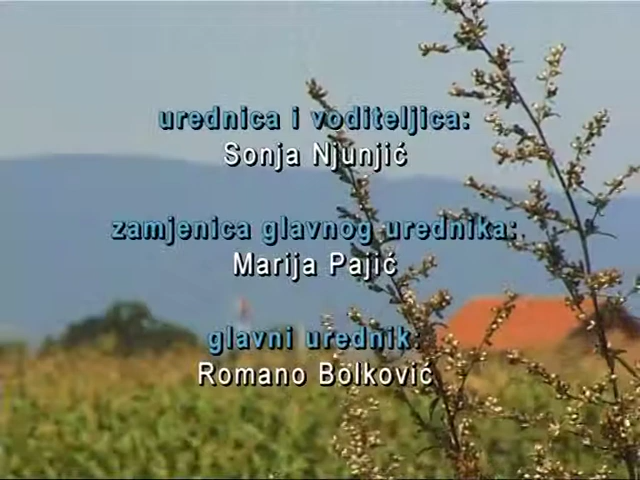 urednica i voditeljica:
Sonja Njunjić
zamjenica glavnog urednika:
Marija Pajić
glavni urednik:
Romano Bolković